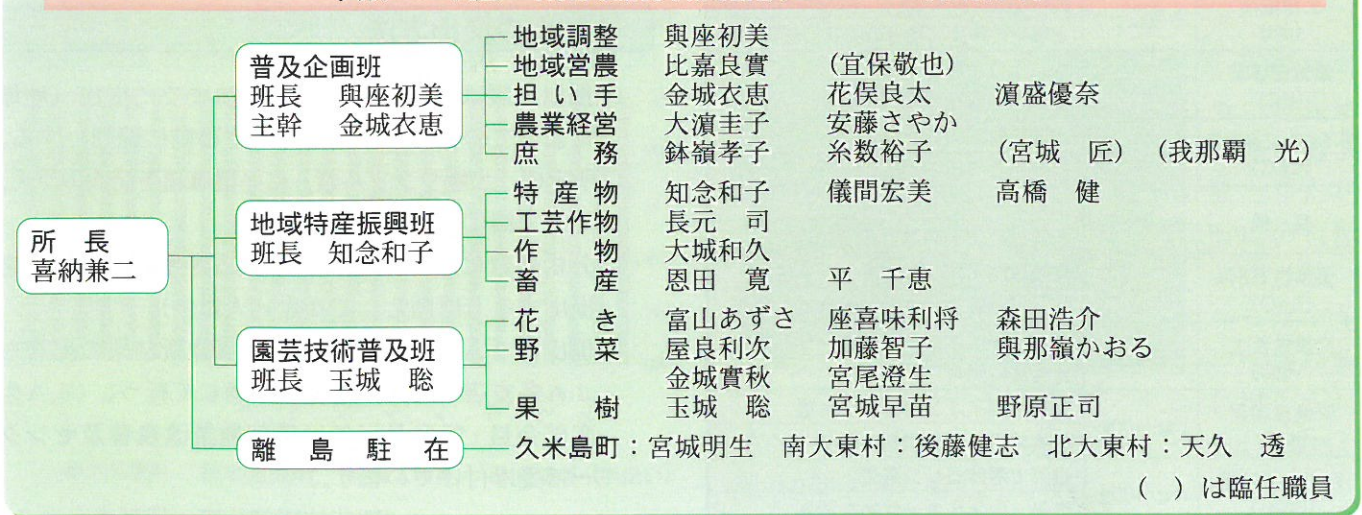 所　長
喜納兼二
普及企画班
班長　與座初美
主幹　金城衣恵
地域調整　與座初美
地域営農　比嘉良實　（宜保敬也）
担 い 手　金城衣恵　花俣良太　濵盛優奈
農業経営　大濵圭子　安藤さやか
庶　　務　鉢嶺孝子　糸数裕子　（宮城　匠）　（我那覇　光）
地域特産振興班
班長　知念和子
特 産 物　知念和子　儀間宏美　高橋　健
工芸作物　長元　司
作　　物　大城和久
畜　　産　恩田　寛　平　千恵
園芸技術普及班
班長　玉城　聡
花　　き　富山あずさ　座喜味利将　森田浩介
野　　菜　屋良利次　加藤智子　與那嶺かおる
金城實秋　宮尾澄生
果　　樹　玉城　聡　宮城早苗　野原正司
離　島　駐　在
久米島町：宮城明生　南大東村：後藤健志　北大東村：天久　透
（　）は臨任職員